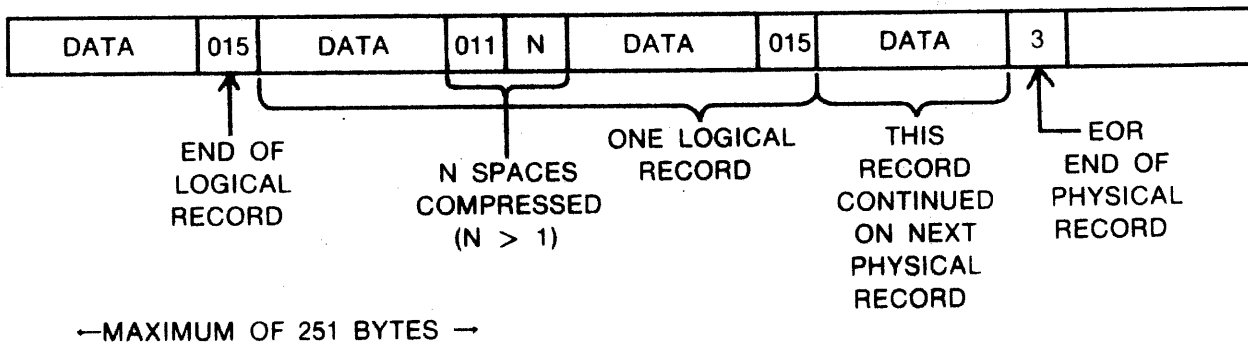 DATA 015 DATA 011 N DATA 015 DATA 3
END OF
LOGICAL
RECORD
N SPACES
COMPRESSED
(N > 1)
ONE LOGICAL
RECORD
THIS
RECORD
CONTINUED
ON NEXT
PHYSICAL
RECORD
EOR
END OF
PHYSICAL
RECORD
←MAXIMUM OF 251 BYTES →